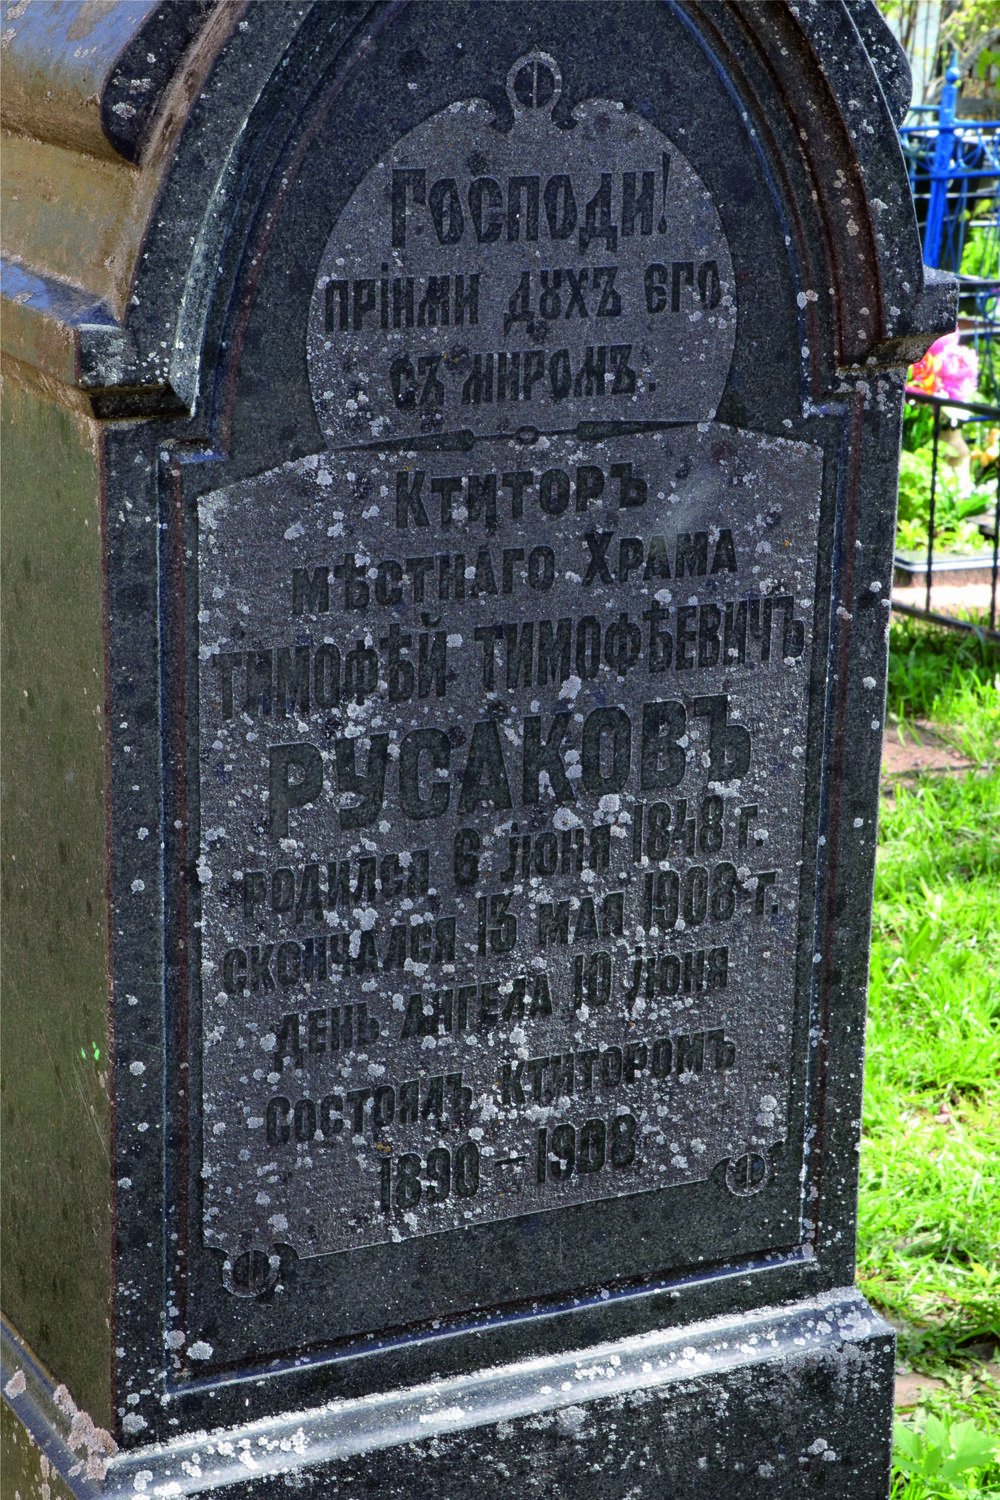 Господи!
прiими духъ его
съ миромъ.
Ктиторъ
мѣстнаго Храма
Тимофѣй Тимофѣевичъ
Русаковъ
родился 6 iюня 1848 г.
скончался 13 мая 1908 г.
день Ангела 10 iюня
состоялъ Ктиторомъ
1890 – 1908